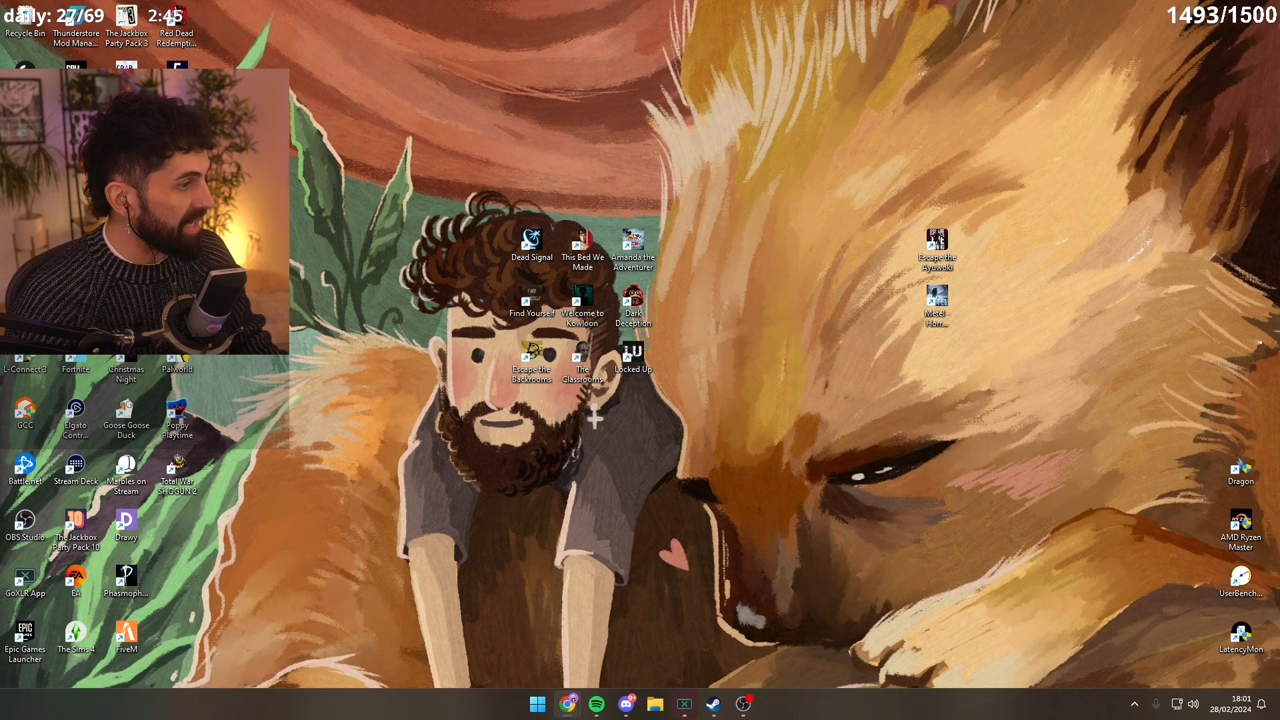 daily: 27/69
2:45
1493/1500
Recycle Bin
Thunderstore
Mod Mana...
The Jackbox
Party Pack 3
Red Dead
Redempti...
L-Connect 3
Fortnite
Christmas
Night
Palworld
GCC
Elgato
Contr...
Goose Goose
Duck
Poppy
Playtime
Battle.net
Stream Deck
Marbles on
Stream
Total War
SHOGUN 2
OBS Studio
The Jackbox
Party Pack 10
Drawy
GoXLR App
EA
Phasmoph...
Epic Games
Launcher
The Sims 4
FiveM
Dead Signal
This Bed We
Made
Amanda the
Adventurer
Find Yourself
Welcome to
Kowloon
Dark
Deception
Escape the
Backrooms
The
Classrooms
Locked Up
Escape the
Ayuwoki
Metel -
Horr...
Dragon
AMD Ryzen
Master
UserBench...
LatencyMon
18:01
28/02/2024